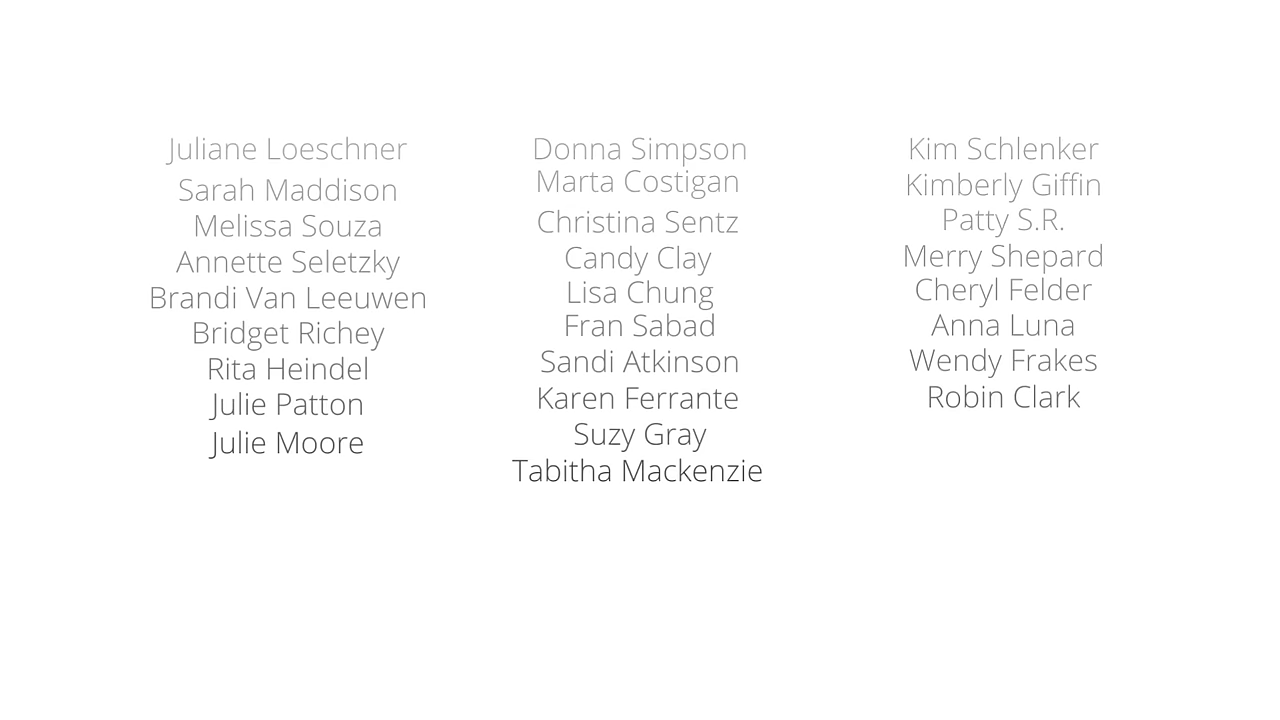 Juliane Loeschner
Sarah Maddison
Melissa Souza
Annette Seletzky
Brandi Van Leeuwen
Bridget Richey
Rita Heindel
Julie Patton
Julie Moore
Donna Simpson
Marta Costigan
Christina Sentz
Candy Clay
Lisa Chung
Fran Sabad
Sandi Atkinson
Karen Ferrante
Suzy Gray
Tabitha Mackenzie
Kim Schlenker
Kimberly Giffin
Patty S.R.
Merry Shepard
Cheryl Felder
Anna Luna
Wendy Frakes
Robin Clark